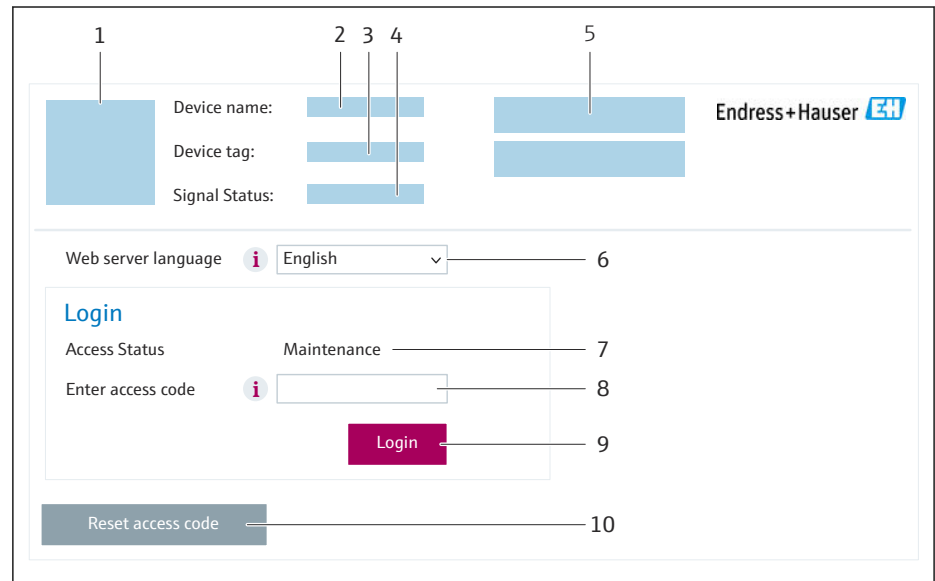 1 2 3 4 5
Device name:
Endress+Hauser EH
Device tag:
Signal Status:
Web server language i English 6
Login
Access Status Maintenance 7
Enter access code i 8
Login 9
Reset access code 10